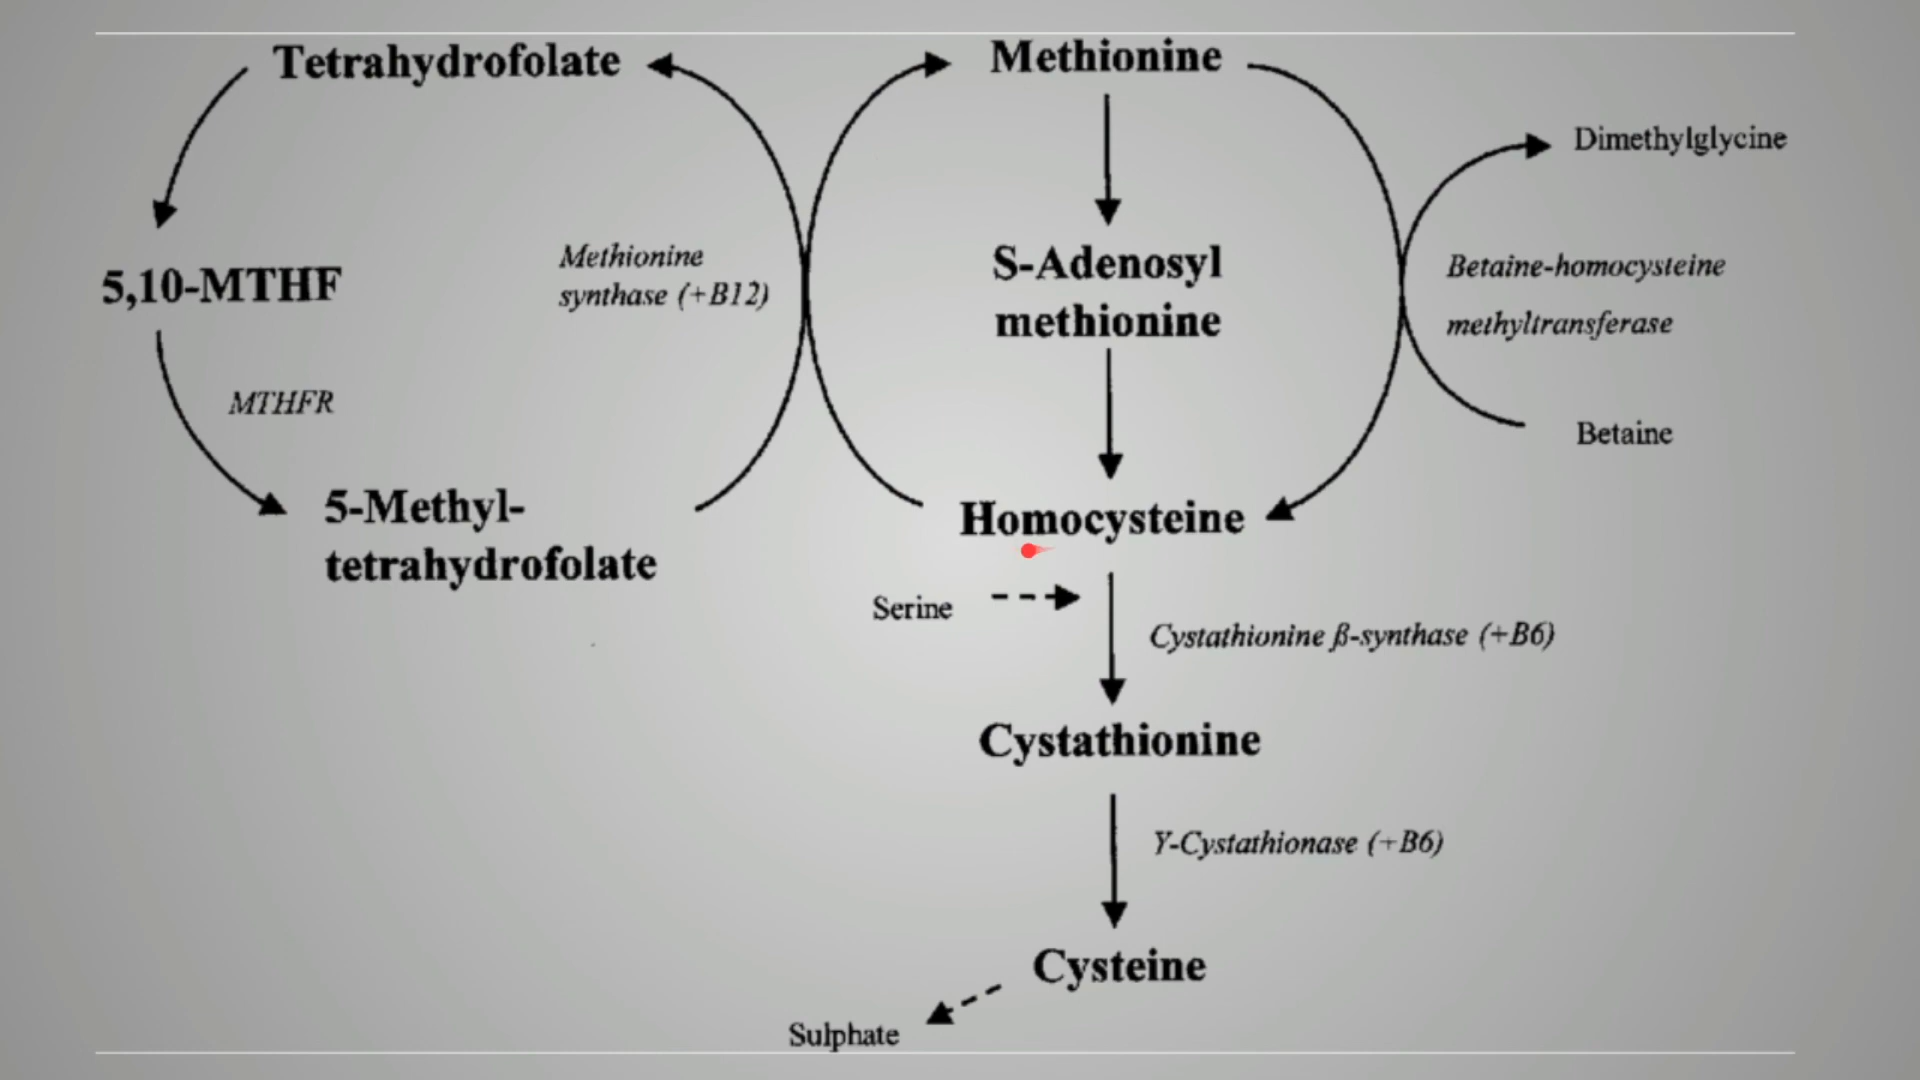 Tetrahydrofolate
Methionine
Dimethylglycine
5,10-MTHF
Methionine
synthase (+B12)
S-Adenosyl
methionine
Betaine-homocysteine
methyltransferase
MTHFR
Betaine
5-Methyl-
tetrahydrofolate
Homocysteine
Serine
Cystathionine β-synthase (+B6)
Cystathionine
Y-Cystathionase (+B6)
Cysteine
Sulphate